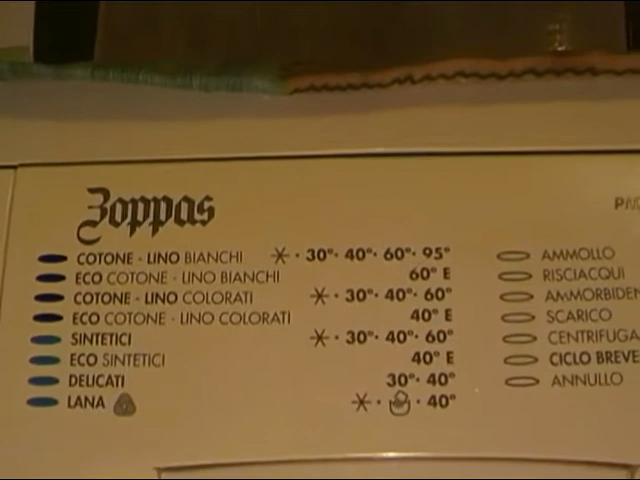 Zoppas
COTONE - LINO BIANCHI · 30°· 40°· 60°· 95°
ECO COTONE - LINO BIANCHI 60° E
COTONE - LINO COLORATI · 30°· 40°· 60°
ECO COTONE - LINO COLORATI 40° E
SINTETICI · 30°· 40°· 60°
ECO SINTETICI 40° E
DELICATI 30°· 40°
LANA · · 40°
AMMOLLO
RISCIACQUI
AMMORBIDEN
SCARICO
CENTRIFUGA
CICLO BREVE
ANNULLO